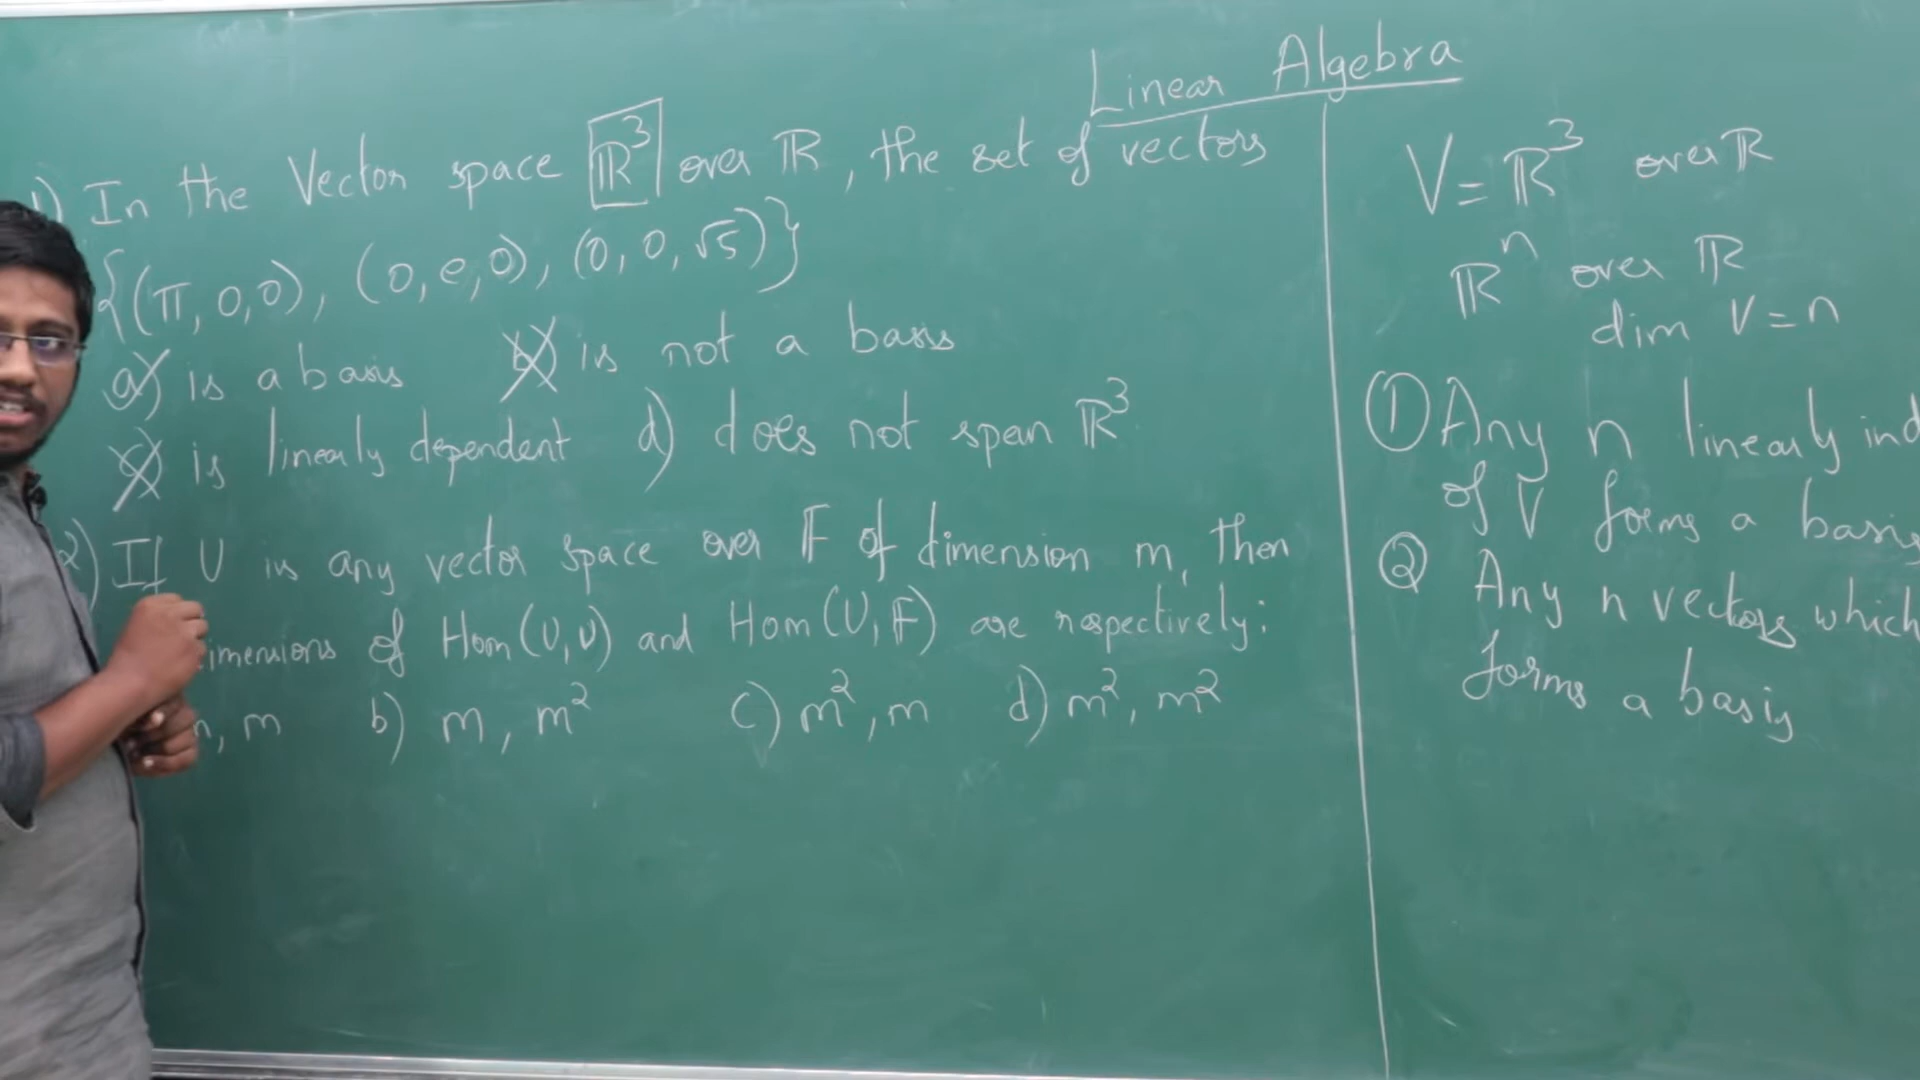 Linear Algebra
1) In the Vector space ℝ³ over ℝ, the set of vectors
{(π, 0,0), (0,e,0), (0, 0, √5)}
a) is a basis b) is not a basis
c) is linearly dependent d) does not span ℝ³
2) If U is any vector space over F of dimension m, then
imensions of Hom(U,U) and Hom(U, F) are respectively:
, m b) m, m² c) m², m d) m², m²
V = ℝ³ over ℝ
ℝⁿ over ℝ
dim V = n
① Any n linearly ind
of V forms a basis
② Any n vectors which
forms a basis